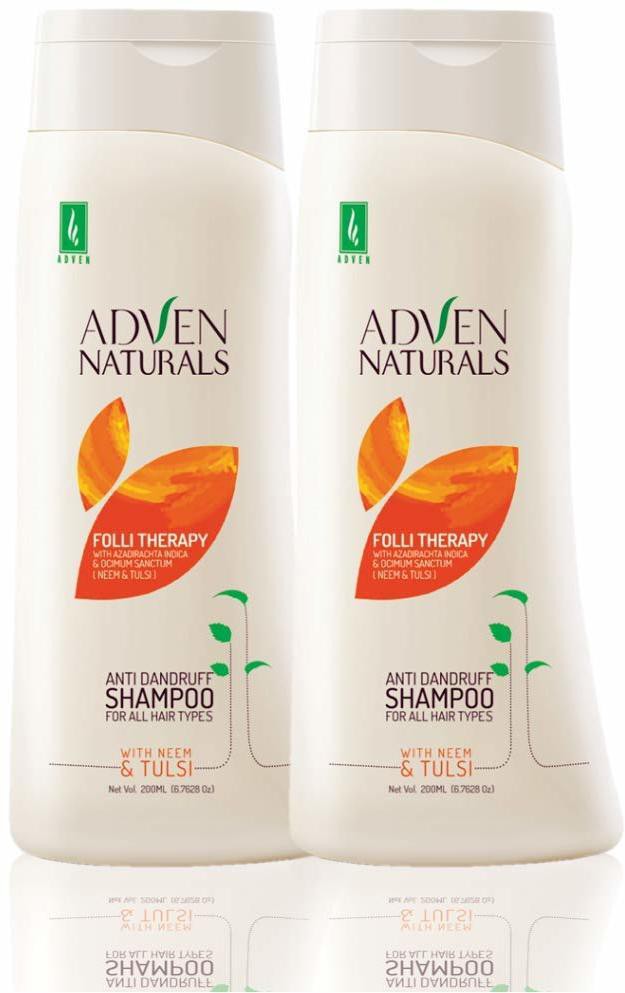 ADVEN
ADVEN
NATURALS
FOLLI THERAPY
WITH AZADIRACHTA INDICA
& OCIMUM SANCTUM
( NEEM & TULSI )
ANTI DANDRUFF
SHAMPOO
FOR ALL HAIR TYPES
WITH NEEM
& TULSI
Net Vol. 200ML (6.7628 Oz)
ADVEN
ADVEN
NATURALS
FOLLI THERAPY
WITH AZADIRACHTA INDICA
& OCIMUM SANCTUM
( NEEM & TULSI )
ANTI DANDRUFF
SHAMPOO
FOR ALL HAIR TYPES
WITH NEEM
& TULSI
Net Vol. 200ML (6.7628 Oz)